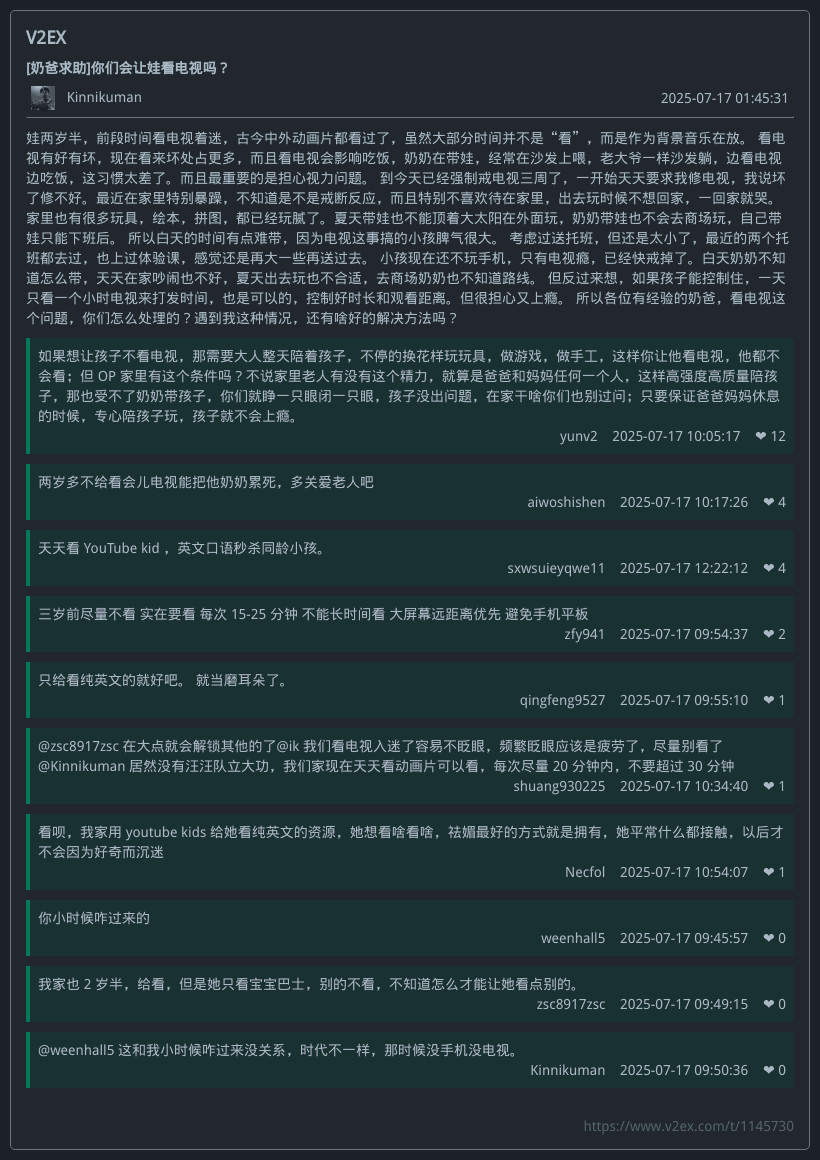 V2EX
[奶爸求助]你们会让娃看电视吗？
Kinnikuman 2025-07-17 01:45:31
娃两岁半，前段时间看电视着迷，古今中外动画片都看过了，虽然大部分时间并不是“看”，而是作为背景音乐在放。 看电
视有好有坏，现在看来坏处占更多，而且看电视会影响吃饭，奶奶在带娃，经常在沙发上喂，老大爷一样沙发躺，边看电视
边吃饭，这习惯太差了。而且最重要的是担心视力问题。 到今天已经强制戒电视三周了，一开始天天要求我修电视，我说坏
了修不好。最近在家里特别暴躁，不知道是不是戒断反应，而且特别不喜欢待在家里，出去玩时候不想回家，一回家就哭。
家里也有很多玩具，绘本，拼图，都已经玩腻了。夏天带娃也不能顶着大太阳在外面玩，奶奶带娃也不会去商场玩，自己带
娃只能下班后。 所以白天的时间有点难带，因为电视这事搞的小孩脾气很大。 考虑过送托班，但还是太小了，最近的两个托
班都去过，也上过体验课，感觉还是再大一些再送过去。 小孩现在还不玩手机，只有电视瘾，已经快戒掉了。白天奶奶不知
道怎么带，天天在家吵闹也不好，夏天出去玩也不合适，去商场奶奶也不知道路线。 但反过来想，如果孩子能控制住，一天
只看一个小时电视来打发时间，也是可以的，控制好时长和观看距离。但很担心又上瘾。 所以各位有经验的奶爸，看电视这
个问题，你们怎么处理的？遇到我这种情况，还有啥好的解决方法吗？
如果想让孩子不看电视，那需要大人整天陪着孩子，不停的换花样玩玩具，做游戏，做手工，这样你让他看电视，他都不
会看；但 OP 家里有这个条件吗？不说家里老人有没有这个精力，就算是爸爸和妈妈任何一个人，这样高强度高质量陪孩
子，那也受不了奶奶带孩子，你们就睁一只眼闭一只眼，孩子没出问题，在家干啥你们也别过问；只要保证爸爸妈妈休息
的时候，专心陪孩子玩，孩子就不会上瘾。
yunv2 2025-07-17 10:05:17 ❤ 12
两岁多不给看会儿电视能把他奶奶累死，多关爱老人吧
aiwoshishen 2025-07-17 10:17:26 ❤ 4
天天看 YouTube kid ，英文口语秒杀同龄小孩。
sxwsuieyqwe11 2025-07-17 12:22:12 ❤ 4
三岁前尽量不看 实在要看 每次 15-25 分钟 不能长时间看 大屏幕远距离优先 避免手机平板
zfy941 2025-07-17 09:54:37 ❤ 2
只给看纯英文的就好吧。 就当磨耳朵了。
qingfeng9527 2025-07-17 09:55:10 ❤ 1
@zsc8917zsc 在大点就会解锁其他的了@ik 我们看电视入迷了容易不眨眼，频繁眨眼应该是疲劳了，尽量别看了
@Kinnikuman 居然没有汪汪队立大功，我们家现在天天看动画片可以看，每次尽量 20 分钟内，不要超过 30 分钟
shuang930225 2025-07-17 10:34:40 ❤ 1
看呗，我家用 youtube kids 给她看纯英文的资源，她想看啥看啥，祛媚最好的方式就是拥有，她平常什么都接触，以后才
不会因为好奇而沉迷
Necfol 2025-07-17 10:54:07 ❤ 1
你小时候咋过来的
weenhall5 2025-07-17 09:45:57 ❤ 0
我家也 2 岁半，给看，但是她只看宝宝巴士，别的不看，不知道怎么才能让她看点别的。
zsc8917zsc 2025-07-17 09:49:15 ❤ 0
@weenhall5 这和我小时候咋过来没关系，时代不一样，那时候没手机没电视。
Kinnikuman 2025-07-17 09:50:36 ❤ 0
https://www.v2ex.com/t/1145730